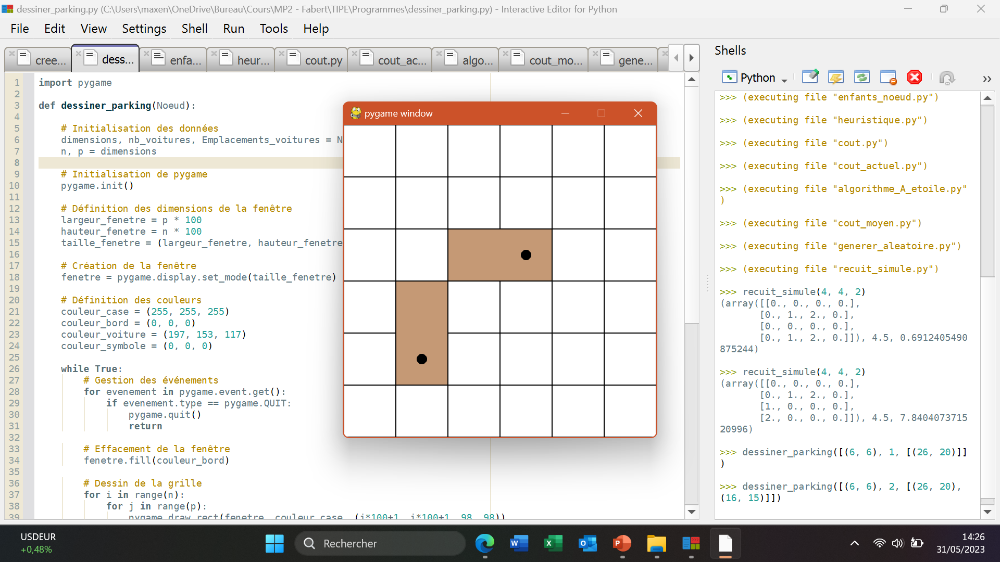 dessiner_parking.py (C:\Users\maxen\OneDrive\Bureau\Cours\MP2 - Fabert\TIPE\Programmes\dessiner_parking.py) - Interactive Editor for Python
File Edit View Settings Shell Run Tools Help
cree... dess... enfa... heur... cout.py cout_ac... algo... cout_mo... gene...
1 import pygame
2
3 def dessiner_parking(Noeud):
4
5 # Initialisation des données
6 dimensions, nb_voitures, Emplacements_voitures = N
7 n, p = dimensions
8
9 # Initialisation de pygame
10 pygame.init()
11
12 # Définition des dimensions de la fenêtre
13 largeur_fenetre = p * 100
14 hauteur_fenetre = n * 100
15 taille_fenetre = (largeur_fenetre, hauteur_fenetre
16
17 # Création de la fenêtre
18 fenetre = pygame.display.set_mode(taille_fenetre)
19
20 # Définition des couleurs
21 couleur_case = (255, 255, 255)
22 couleur_bord = (0, 0, 0)
23 couleur_voiture = (197, 153, 117)
24 couleur_symbole = (0, 0, 0)
25
26 while True:
27 # Gestion des événements
28 for evenement in pygame.event.get():
29 if evenement.type == pygame.QUIT:
30 pygame.quit()
31 return
32
33 # Effacement de la fenêtre
34 fenetre.fill(couleur_bord)
35
36 # Dessin de la grille
37 for i in range(n):
38 for j in range(p):
39 pygame.draw.rect(fenetre, couleur_case, (j*100+1, i*100+1, 98, 98))
pygame window
Shells
Python
>>> (executing file "enfants_noeud.py")
>>> (executing file "heuristique.py")
>>> (executing file "cout.py")
>>> (executing file "cout_actuel.py")
>>> (executing file "algorithme_A_etoile.py"
)
>>> (executing file "cout_moyen.py")
>>> (executing file "generer_aleatoire.py")
>>> (executing file "recuit_simule.py")
>>> recuit_simule(4, 4, 2)
(array([[0., 0., 0., 0.],
[0., 1., 2., 0.],
[0., 0., 0., 0.],
[0., 1., 2., 0.]]), 4.5, 0.6912405490
875244)
>>> recuit_simule(4, 4, 2)
(array([[0., 0., 0., 0.],
[0., 1., 2., 0.],
[1., 0., 0., 0.],
[2., 0., 0., 0.]]), 4.5, 7.8404073715
20996)
>>> dessiner_parking([(6, 6), 1, [(26, 20)]]
)
>>> dessiner_parking([(6, 6), 2, [(26, 20),
(16, 15)]])
USDEUR
+0,48%
Rechercher
14:26
31/05/2023